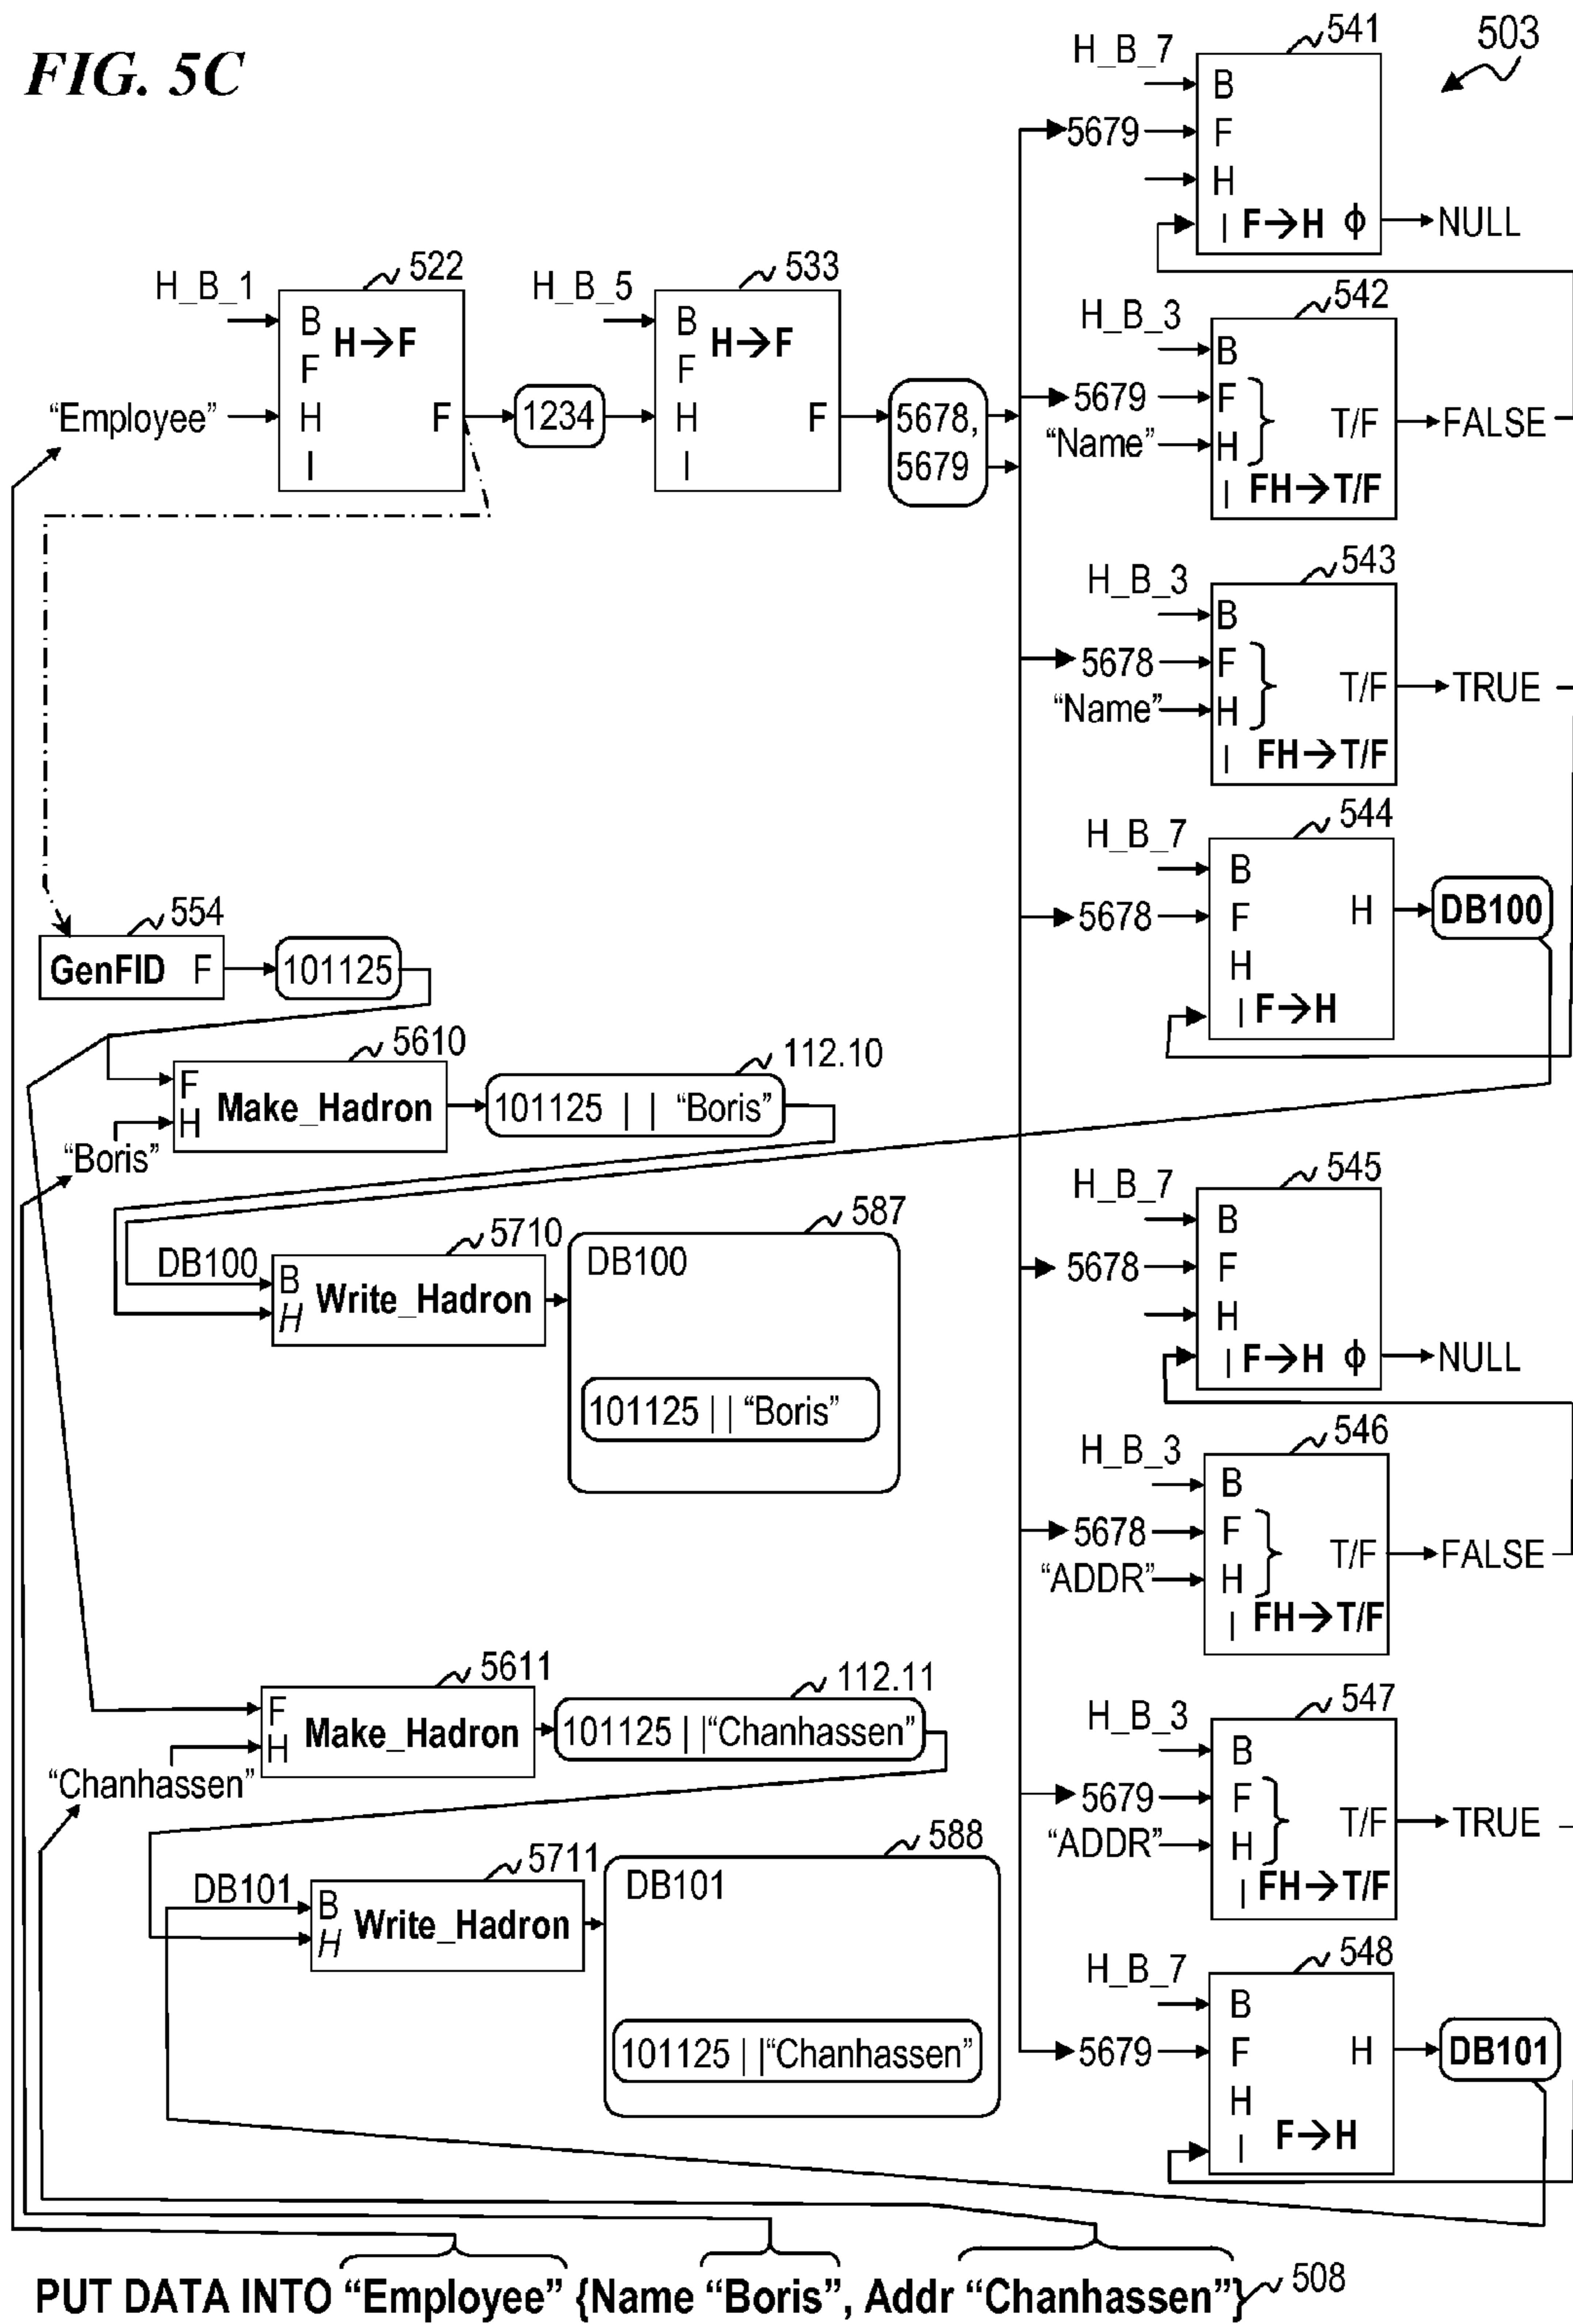 FIG. 5C
503
541
H_B_7
B
5679
F
H
I F→H ϕ
NULL
522
H_B_1
B
H→F
F
"Employee"
H
F
I
1234
533
H_B_5
B
H→F
F
H
F
I
5678,
5679
542
H_B_3
B
5679
F
"Name"
H
T/F
FALSE
I FH→T/F
543
H_B_3
B
5678
F
"Name"
H
T/F
TRUE
I FH→T/F
544
H_B_7
B
5678
F
H
DB100
H
I F→H
554
GenFID F
101125
5610
F
H
Make_Hadron
"Boris"
112.10
101125 | | "Boris"
5710
DB100
B
H
Write_Hadron
587
DB100
101125 | | "Boris"
545
H_B_7
B
5678
F
H
I F→H ϕ
NULL
546
H_B_3
B
5678
F
"ADDR"
H
T/F
FALSE
I FH→T/F
5611
F
H
Make_Hadron
"Chanhassen"
112.11
101125 | |"Chanhassen"
547
H_B_3
B
5679
F
"ADDR"
H
T/F
TRUE
I FH→T/F
5711
DB101
B
H
Write_Hadron
588
DB101
101125 | |"Chanhassen"
548
H_B_7
B
5679
F
H
DB101
H
F→H
I
PUT DATA INTO "Employee" {Name "Boris", Addr "Chanhassen"}
508